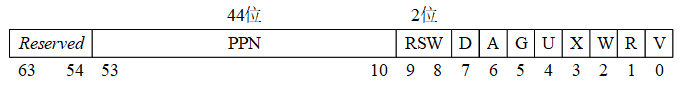 44位 2位
Reserved PPN RSW D A G U X W R V
63 54 53 10 9 8 7 6 5 4 3 2 1 0